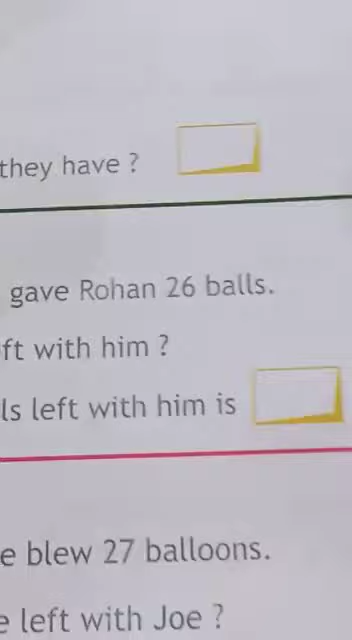 they have ?
gave Rohan 26 balls.
ft with him ?
ls left with him is
e blew 27 balloons.
e left with Joe ?